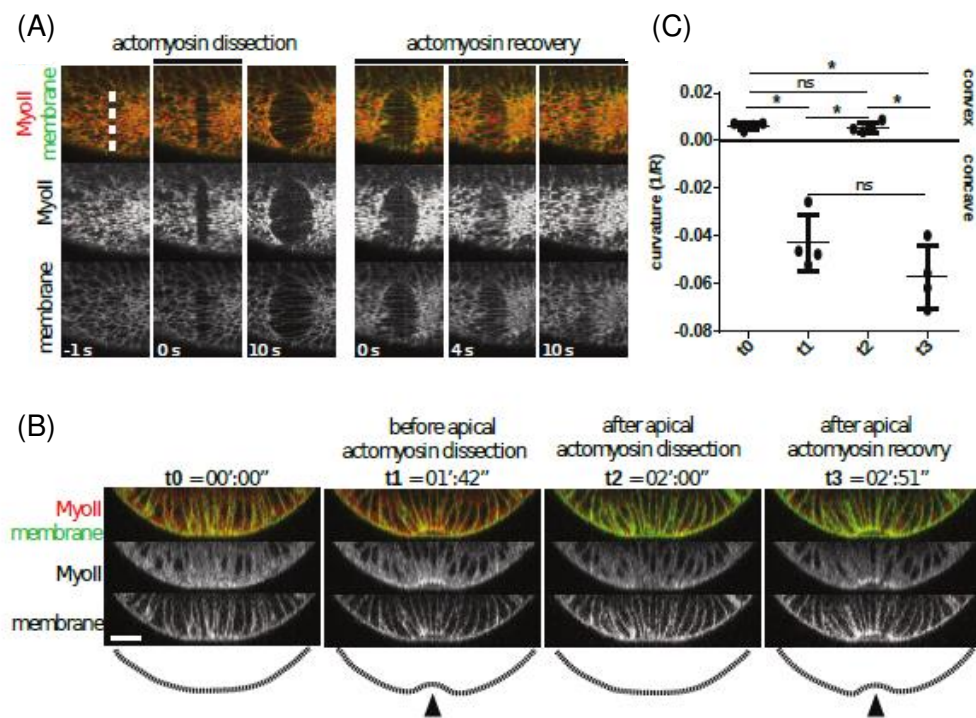 (A)
actomyosin dissection
actomyosin recovery
MyoII
membrane
MyoII
membrane
-1 s
0 s
10 s
0 s
4 s
10 s
(C)
*
ns
*
*
*
ns
0.02
0.00
-0.02
-0.04
-0.06
-0.08
curvature (1/R)
convex
concave
t0
t1
t2
t3
(B)
t0 =00':00"
before apical
actomyosin dissection
t1 =01':42"
after apical
actomyosin dissection
t2 =02':00"
after apical
actomyosin recovry
t3 =02':51"
MyoII
membrane
MyoII
membrane